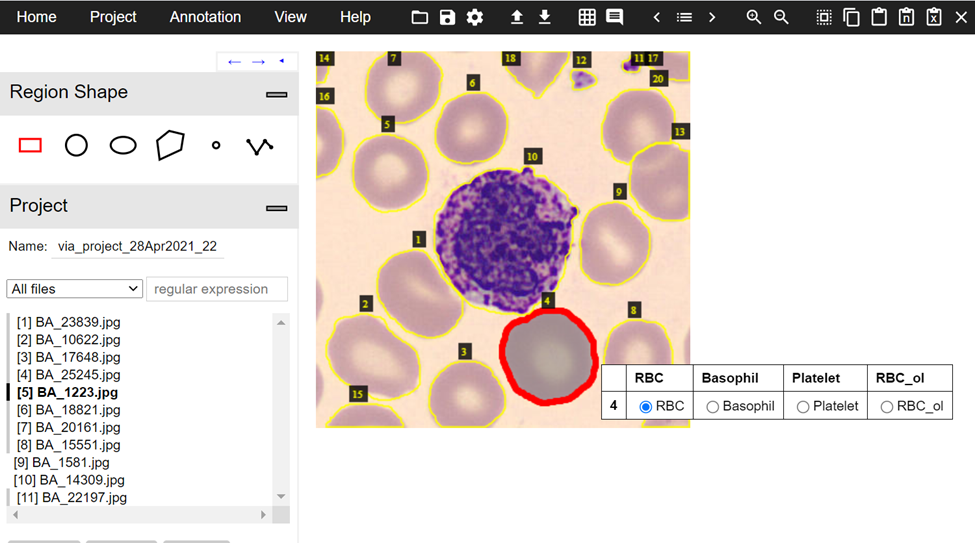 Home Project Annotation View Help
Region Shape
Project
Name: via_project_28Apr2021_22
All files regular expression
[1] BA_23839.jpg
[2] BA_10622.jpg
[3] BA_17648.jpg
[4] BA_25245.jpg
[5] BA_1223.jpg
[6] BA_18821.jpg
[7] BA_20161.jpg
[8] BA_15551.jpg
[9] BA_1581.jpg
[10] BA_14309.jpg
[11] BA_22197.jpg
14 7 18 12 11 17
20
16 6
5 13
10
9
1
2 4 8
3
15
RBC Basophil Platelet RBC_ol
4 RBC Basophil Platelet RBC_ol